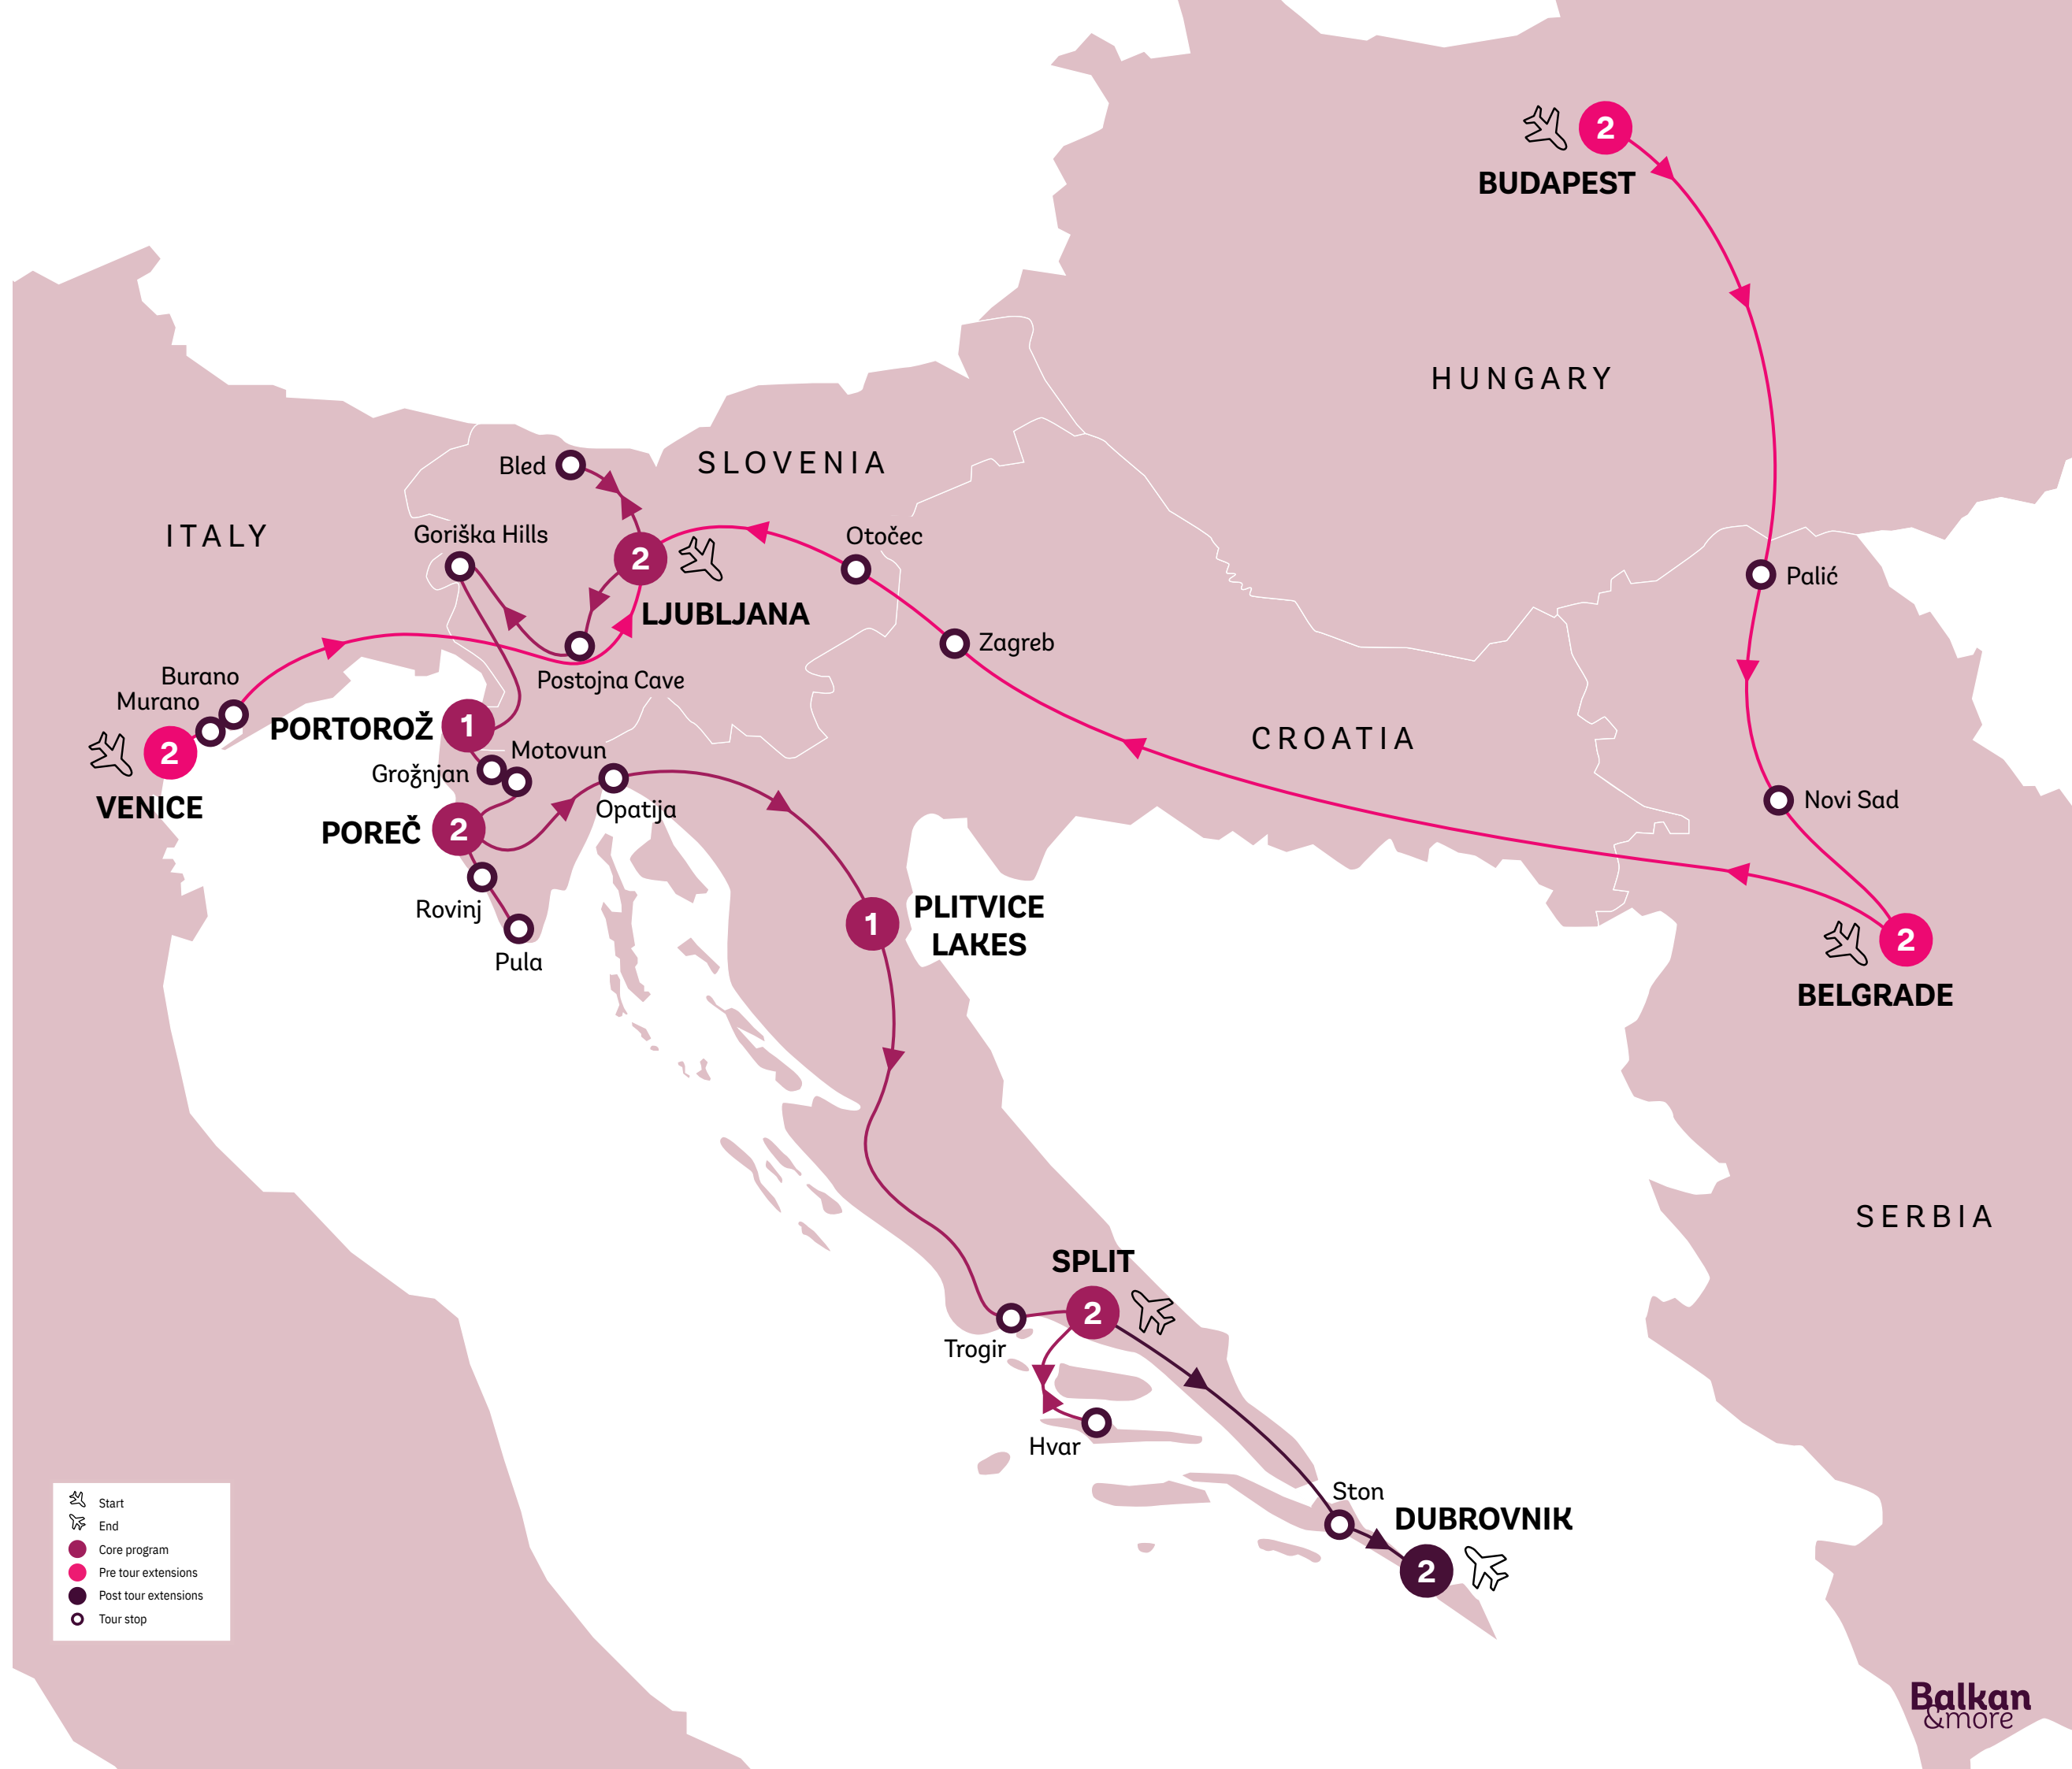 2
BUDAPEST
HUNGARY
Bled
SLOVENIA
ITALY
Goriška Hills
2
LJUBLJANA
Otočec
Zagreb
Palić
Postojna Cave
Burano
Murano
2
VENICE
PORTOROŽ
1
Motovun
Grožnjan
CROATIA
Novi Sad
POREČ
2
Opatija
Rovinj
Pula
1
PLITVICE
LAKES
2
BELGRADE
SERBIA
SPLIT
2
Trogir
Hvar
Ston
DUBROVNIK
2
Start
End
Core program
Pre tour extensions
Post tour extensions
Tour stop
Balkan
&more